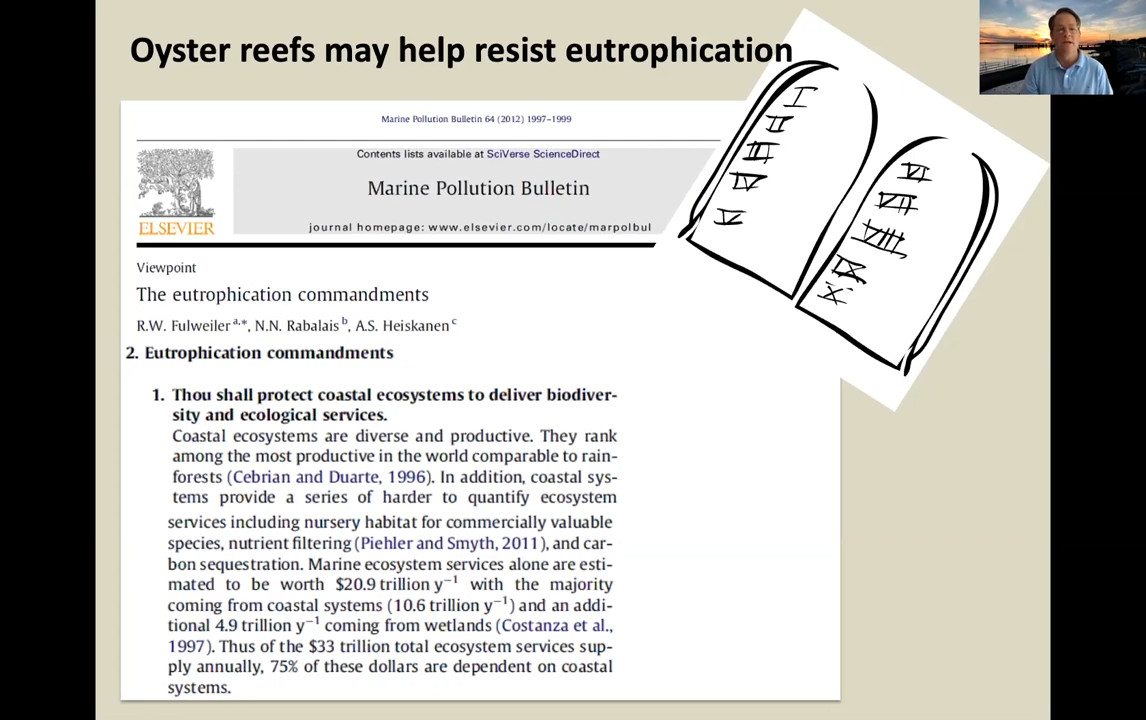 Oyster reefs may help resist eutrophication
Marine Pollution Bulletin 64 (2012) 1997–1999
Contents lists available at SciVerse ScienceDirect
Marine Pollution Bulletin
journal homepage: www.elsevier.com/locate/marpolbul
ELSEVIER
Viewpoint
The eutrophication commandments
R.W. Fulweiler a,*, N.N. Rabalais b, A.S. Heiskanen c
2. Eutrophication commandments
1. Thou shall protect coastal ecosystems to deliver biodiver-
sity and ecological services.
Coastal ecosystems are diverse and productive. They rank
among the most productive in the world comparable to rain-
forests (Cebrian and Duarte, 1996). In addition, coastal sys-
tems provide a series of harder to quantify ecosystem
services including nursery habitat for commercially valuable
species, nutrient filtering (Piehler and Smyth, 2011), and car-
bon sequestration. Marine ecosystem services alone are esti-
mated to be worth $20.9 trillion y−1 with the majority
coming from coastal systems (10.6 trillion y−1) and an addi-
tional 4.9 trillion y−1 coming from wetlands (Costanza et al.,
1997). Thus of the $33 trillion total ecosystem services sup-
ply annually, 75% of these dollars are dependent on coastal
systems.
I
II
III
IV
V
VI
VII
VIII
IX
X